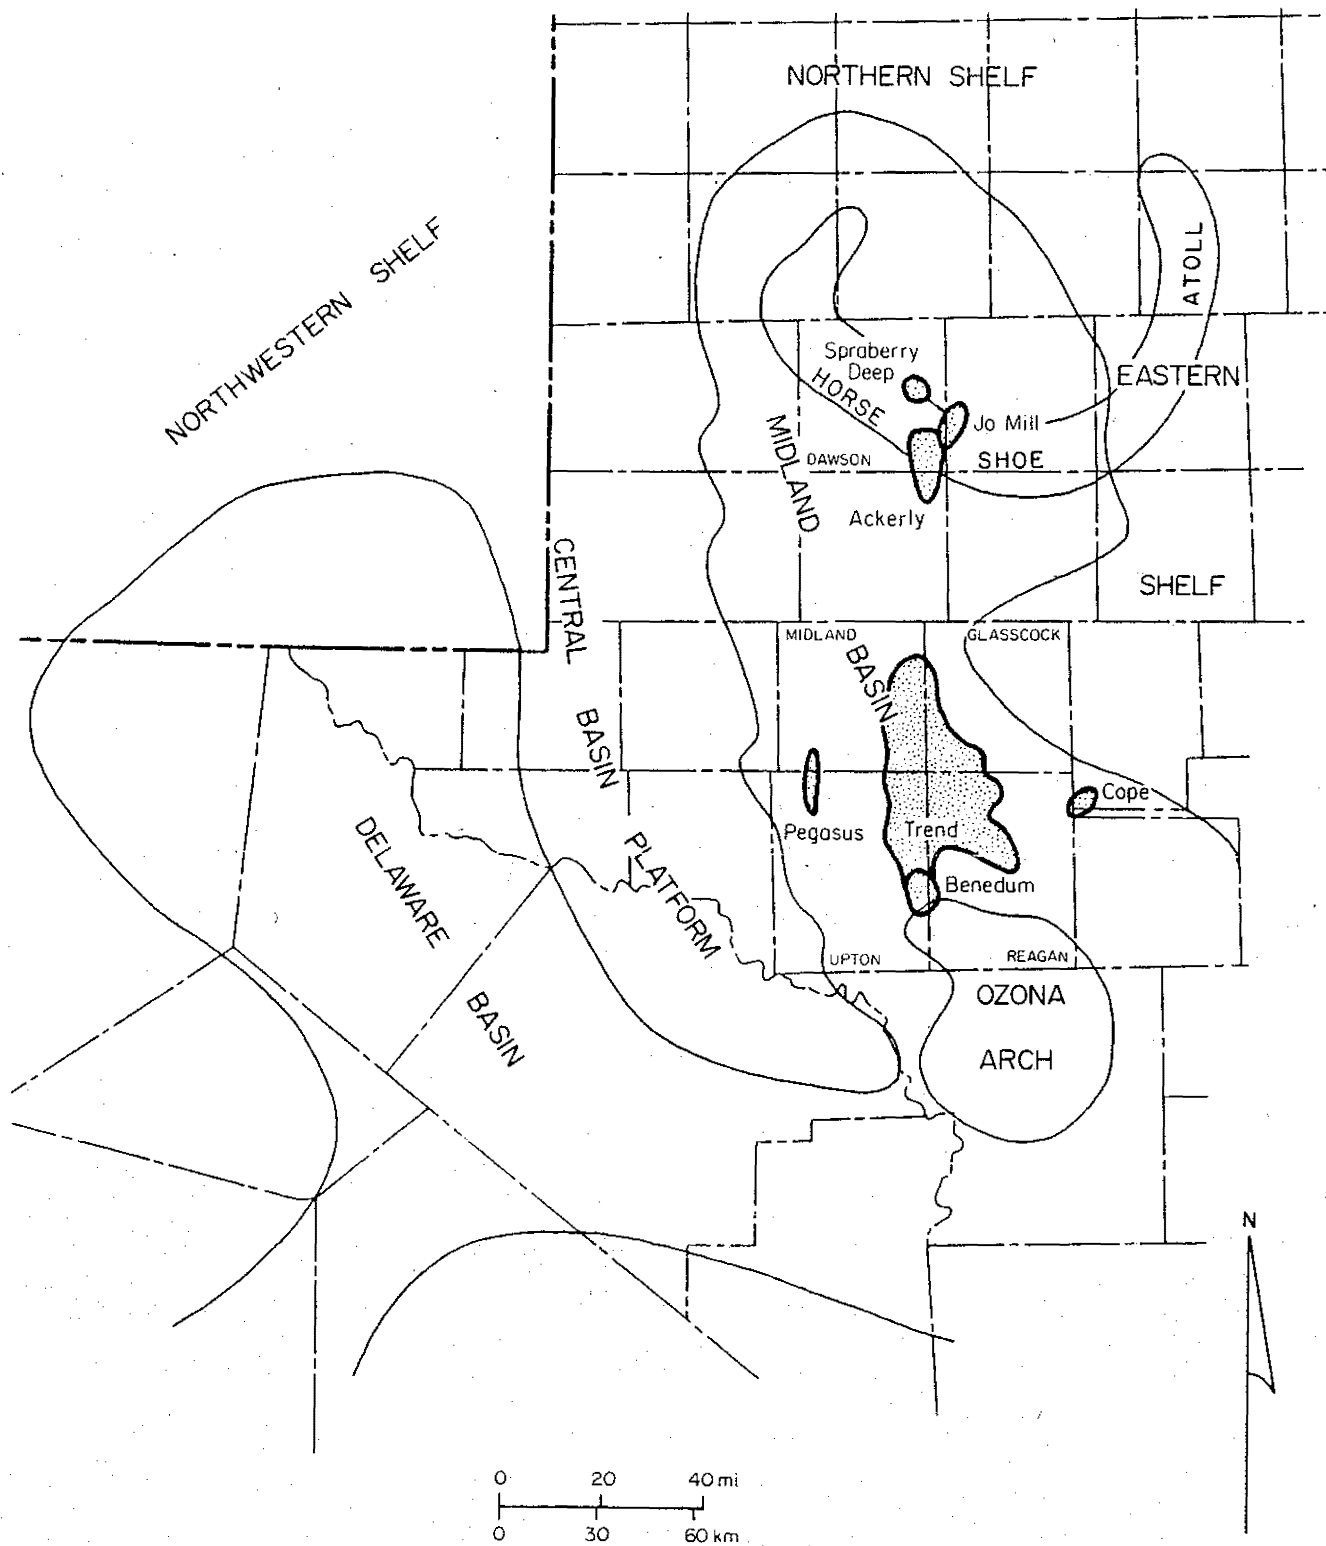 NORTHERN SHELF
NORTHWESTERN SHELF
ATOLL
Spraberry
Deep
HORSE
EASTERN
Jo Mill
MIDLAND
DAWSON
SHOE
Ackerly
CENTRAL
SHELF
MIDLAND
GLASSCOCK
BASIN
BASIN
Cope
DELAWARE
Pegasus
Trend
PLATFORM
Benedum
UPTON
REAGAN
BASIN
OZONA
ARCH
N
0 20 40 mi
0 30 60 km